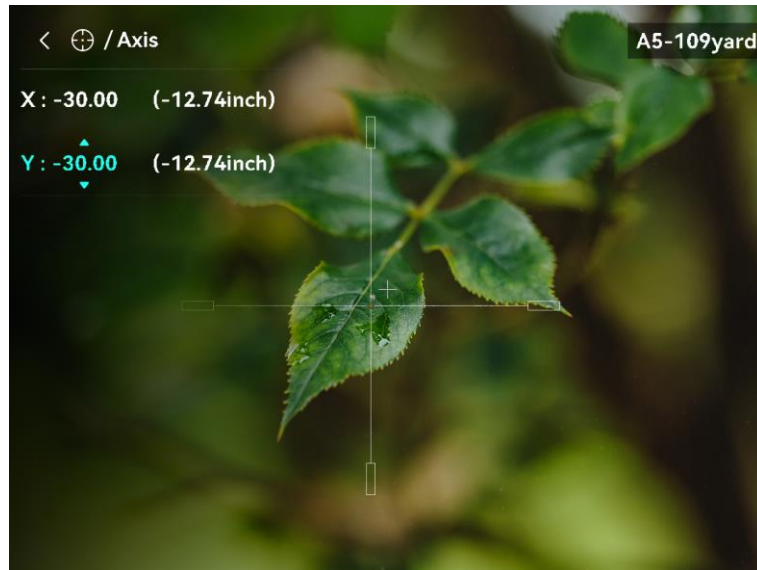 / Axis
A5-109yard
X : -30.00 (-12.74inch)
Y : -30.00 (-12.74inch)